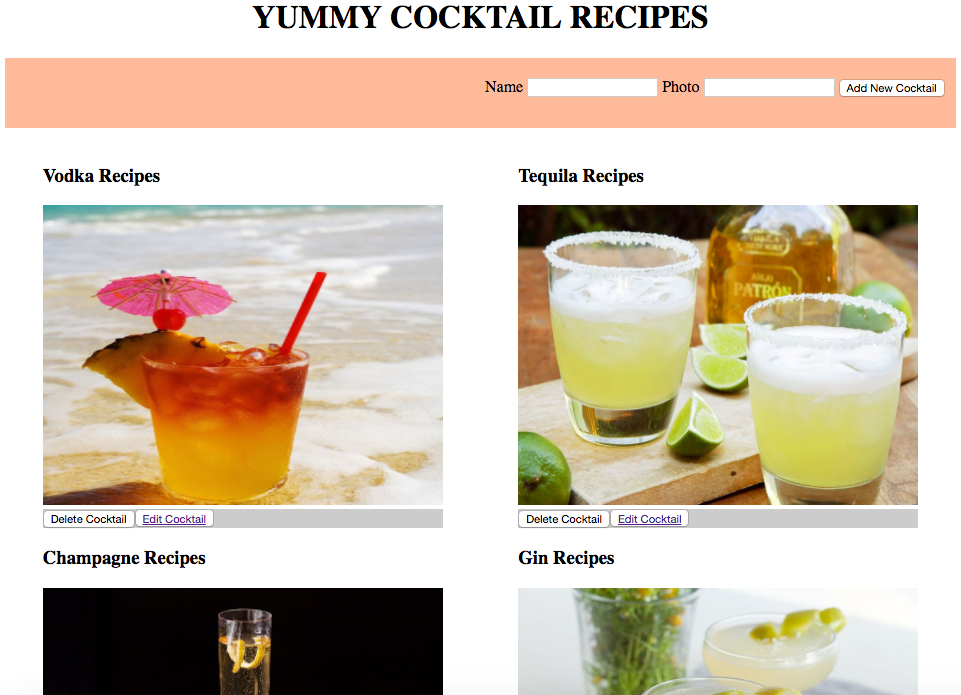 YUMMY COCKTAIL RECIPES
Name Photo Add New Cocktail
Vodka Recipes
Tequila Recipes
AÑEJO
PATRÓN
Delete Cocktail Edit Cocktail
Delete Cocktail Edit Cocktail
Champagne Recipes
Gin Recipes